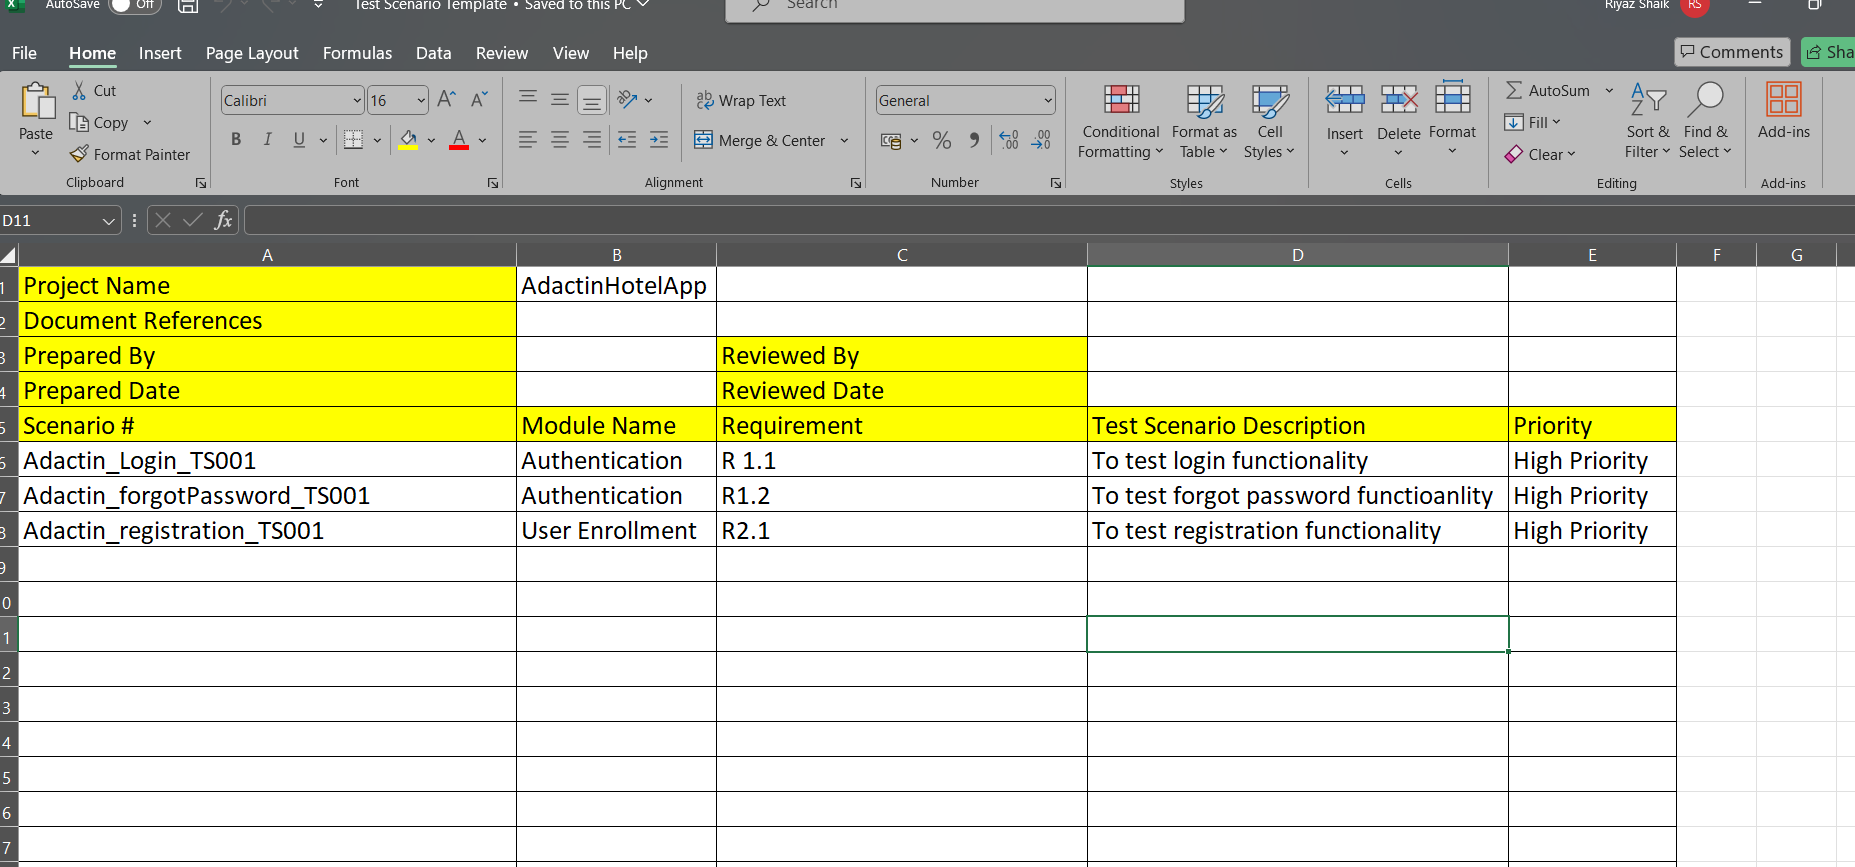 AutoSave Off Test Scenario Template • Saved to this PC Search Riyaz Shaik RS
File Home Insert Page Layout Formulas Data Review View Help Comments Sha
Paste
Cut
Copy
Format Painter
Clipboard
Calibri 16
B I U A
Font
Wrap Text
Merge & Center
Alignment
General
Number
Conditional Formatting
Format as Table
Cell Styles
Styles
Insert Delete Format
Cells
AutoSum
Fill
Clear
Sort & Filter
Find & Select
Editing
Add-ins
Add-ins
D11 fx
A B C D E F G
1 Project Name AdactinHotelApp
2 Document References
3 Prepared By Reviewed By
4 Prepared Date Reviewed Date
5 Scenario # Module Name Requirement Test Scenario Description Priority
6 Adactin_Login_TS001 Authentication R 1.1 To test login functionality High Priority
7 Adactin_forgotPassword_TS001 Authentication R1.2 To test forgot password functioanlity High Priority
8 Adactin_registration_TS001 User Enrollment R2.1 To test registration functionality High Priority
9
0
1
2
3
4
5
6
7